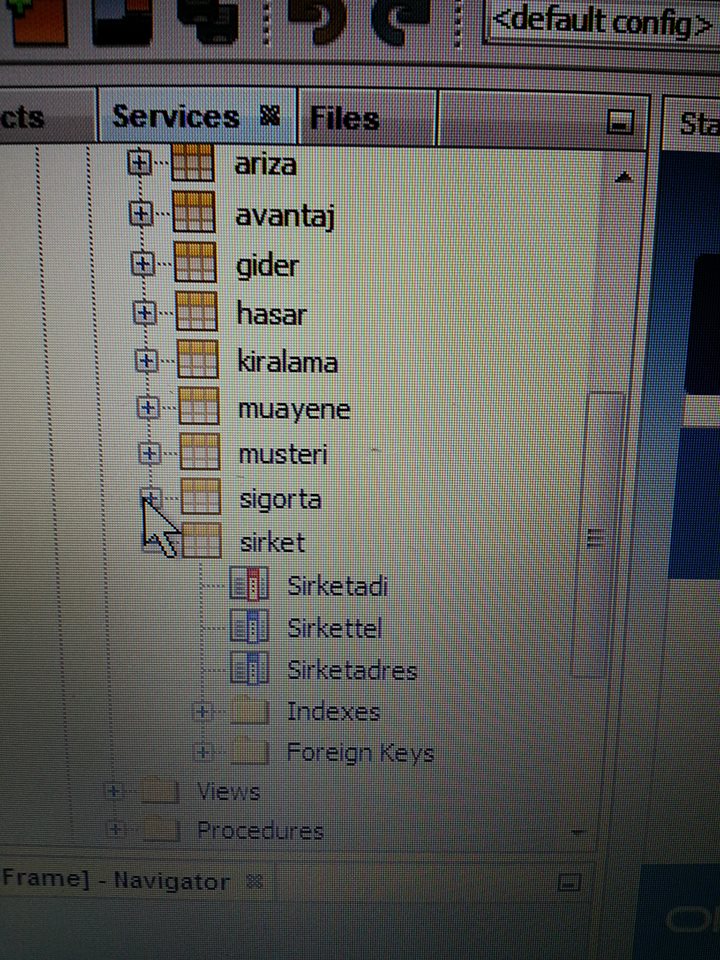 <default config>
cts Services Files Sta
ariza
avantaj
gider
hasar
kiralama
muayene
musteri
sigorta
sirket
Sirketadi
Sirkettel
Sirketadres
Indexes
Foreign Keys
Views
Procedures
Frame] - Navigator